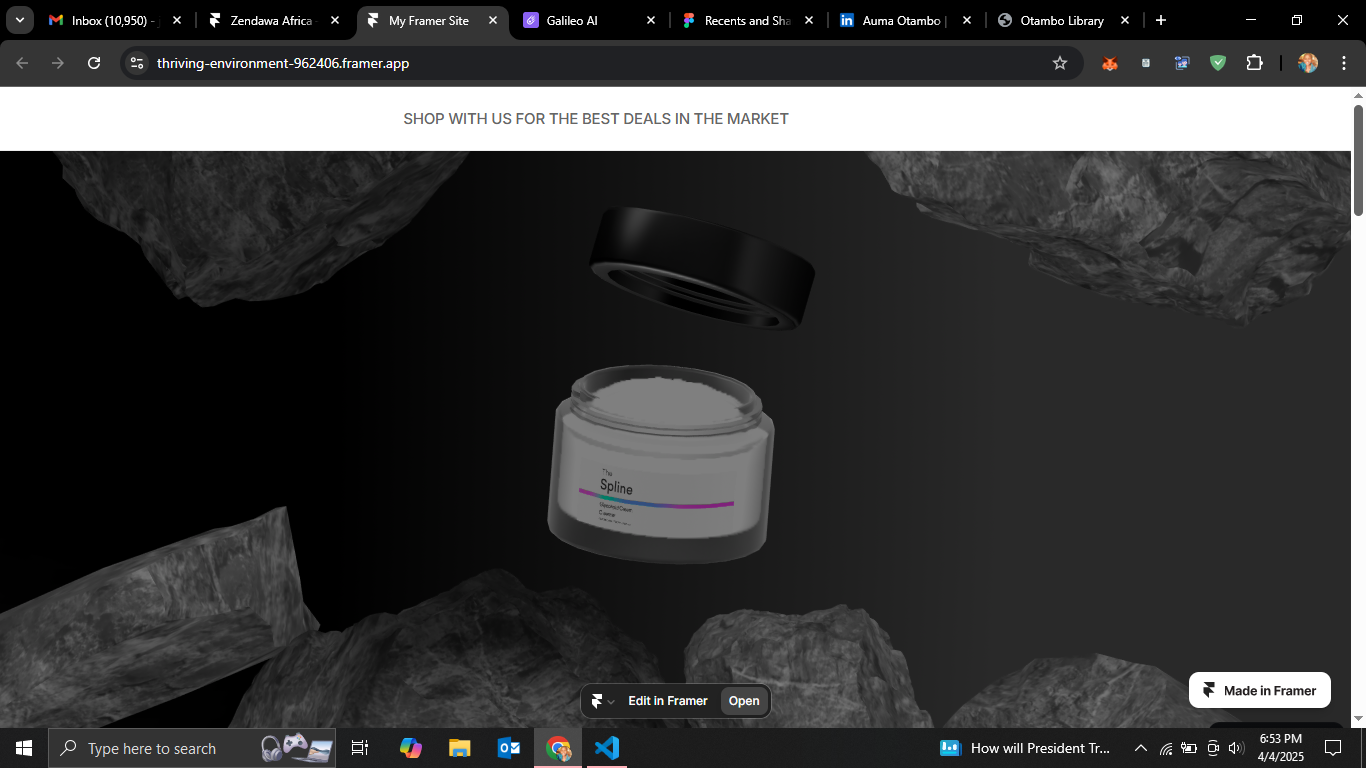 Inbox (10,950) -
Zendawa Africa
My Framer Site
Galileo AI
Recents and Sha
Auma Otambo |
Otambo Library
thriving-environment-962406.framer.app
SHOP WITH US FOR THE BEST DEALS IN THE MARKET
The
Spline
Edit in Framer
Open
Made in Framer
Type here to search
How will President Tr...
6:53 PM
4/4/2025